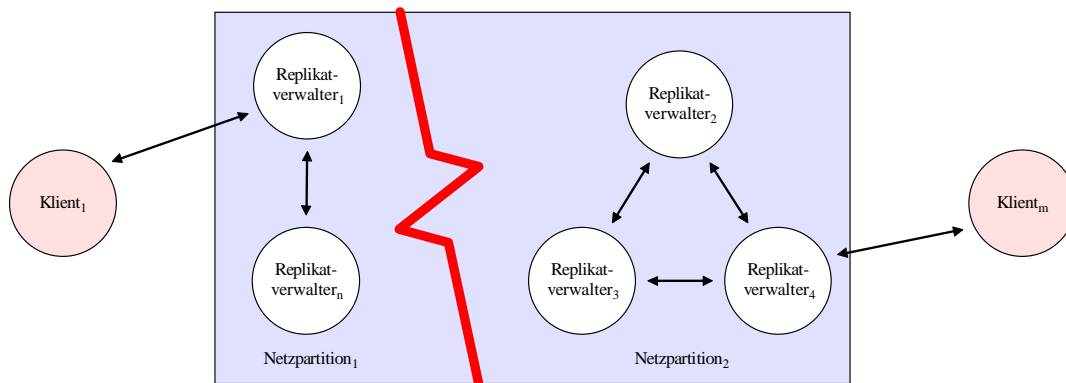 Replikat-
verwalter₁
Replikat-
verwalter₂
Klient₁
Klientₘ
Replikat-
verwalterₙ
Replikat-
verwalter₃
Replikat-
verwalter₄
Netzpartition₁
Netzpartition₂